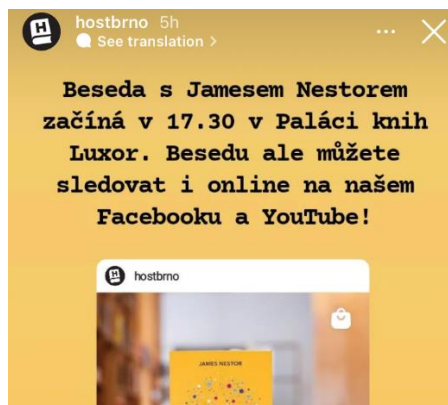 hostbrno 5h
See translation >
Beseda s Jamesem Nestorem
začíná v 17.30 v Paláci knih
Luxor. Besedu ale můžete
sledovat i online na našem
Facebooku a YouTube!
hostbrno
JAMES NESTOR